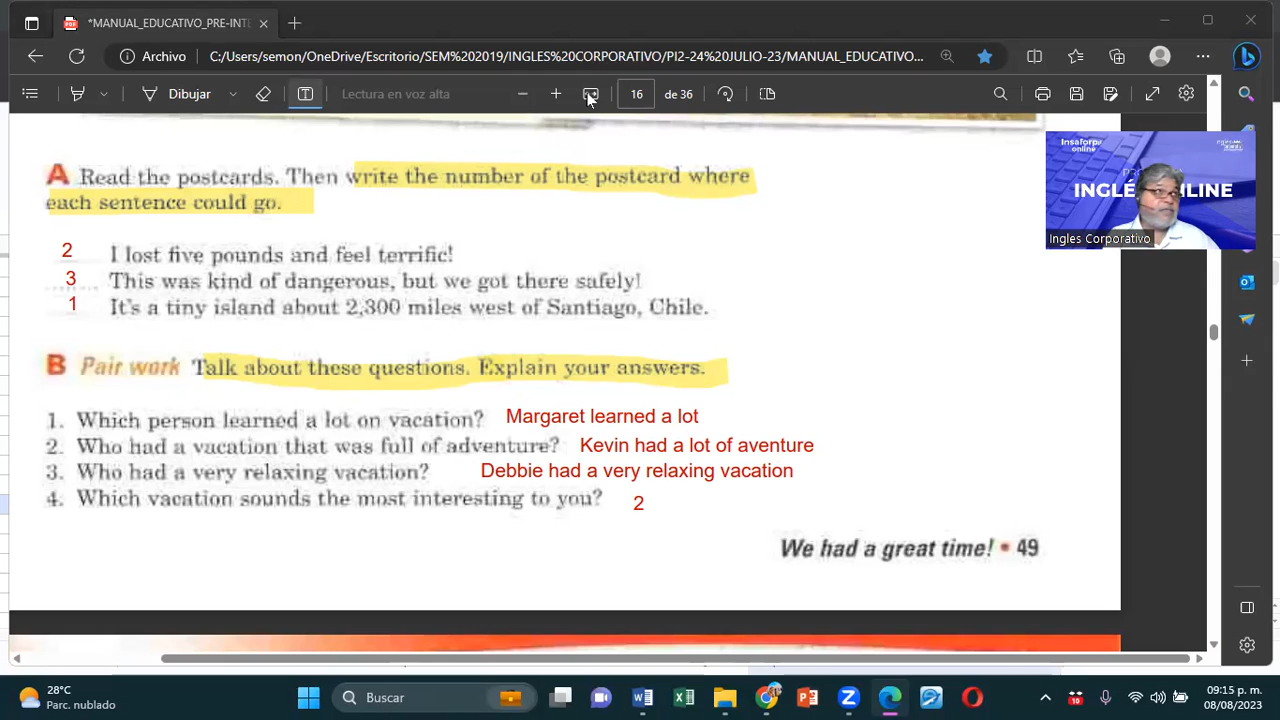 *MANUAL_EDUCATIVO_PRE-INT
Archivo C:/Users/semon/OneDrive/Escritorio/SEM%202019/INGLES%20CORPORATIVO/PI2-24%20JULIO-23/MANUAL_EDUCATIVO...
Dibujar Lectura en voz alta 16 de 36
A Read the postcards. Then write the number of the postcard where
each sentence could go.
2 I lost five pounds and feel terrific!
3 This was kind of dangerous, but we got there safely!
1 It's a tiny island about 2,300 miles west of Santiago, Chile.
B Pair work Talk about these questions. Explain your answers.
1. Which person learned a lot on vacation? Margaret learned a lot
2. Who had a vacation that was full of adventure? Kevin had a lot of aventure
3. Who had a very relaxing vacation? Debbie had a very relaxing vacation
4. Which vacation sounds the most interesting to you? 2
We had a great time! • 49
Insaforp
online
INGLÉ ONLINE
Ingles Corporativo
28°C
Parc. nublado
Buscar
10
09:15 p. m.
08/08/2023